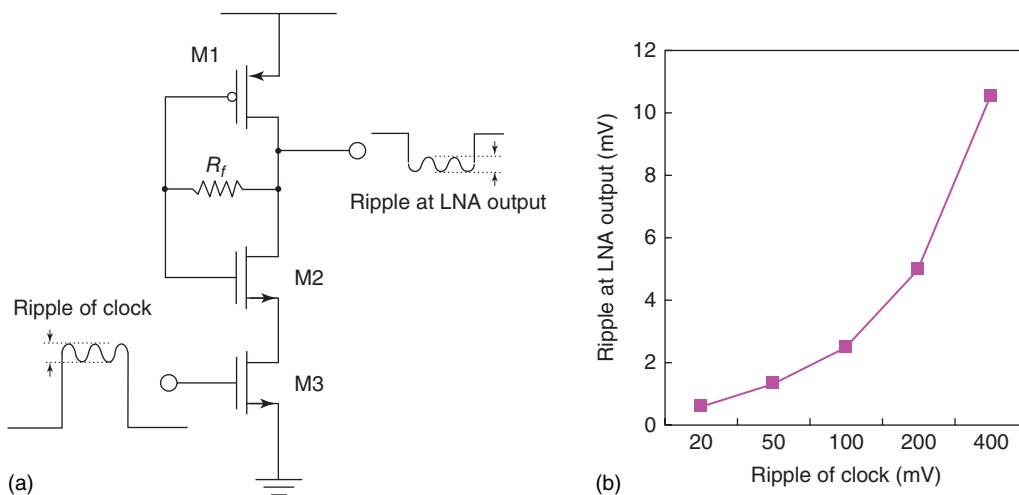 M1
R_f
Ripple at LNA output
M2
Ripple of clock
M3
(a)
12
10
8
6
4
2
0
Ripple at LNA output (mV)
20 50 100 200 400
Ripple of clock (mV)
(b)